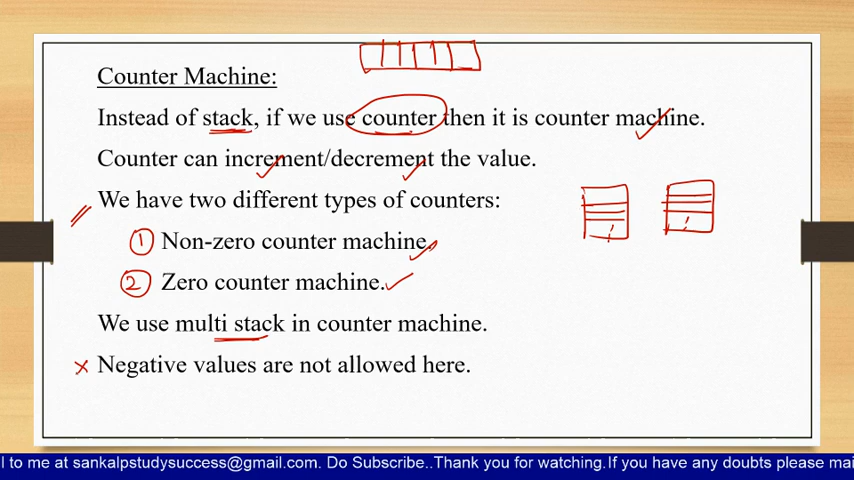 Counter Machine:
Instead of stack, if we use counter then it is counter machine.
Counter can increment/decrement the value.
We have two different types of counters:
1 Non-zero counter machine.
2 Zero counter machine.
We use multi stack in counter machine.
Negative values are not allowed here.
l to me at sankalpstudysuccess@gmail.com. Do Subscribe..Thank you for watching.If you have any doubts please mai